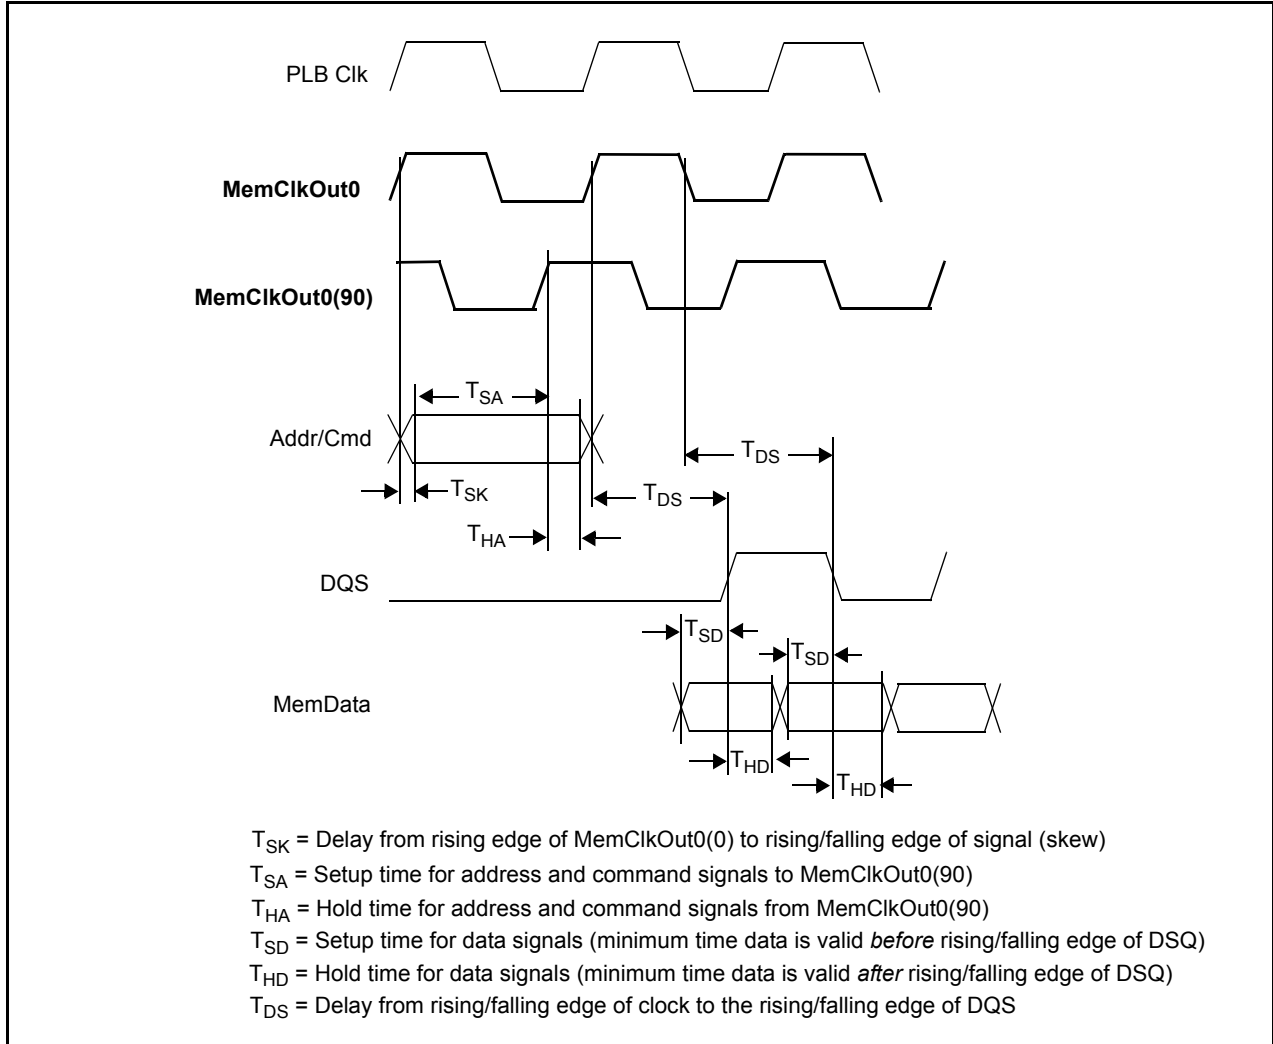 PLB Clk
MemClkOut0
MemClkOut0(90)
TSA
Addr/Cmd
TDS
TSK
TDS
THA
DQS
TSD
TSD
MemData
THD
THD
TSK = Delay from rising edge of MemClkOut0(0) to rising/falling edge of signal (skew)
TSA = Setup time for address and command signals to MemClkOut0(90)
THA = Hold time for address and command signals from MemClkOut0(90)
TSD = Setup time for data signals (minimum time data is valid before rising/falling edge of DSQ)
THD = Hold time for data signals (minimum time data is valid after rising/falling edge of DSQ)
TDS = Delay from rising/falling edge of clock to the rising/falling edge of DQS